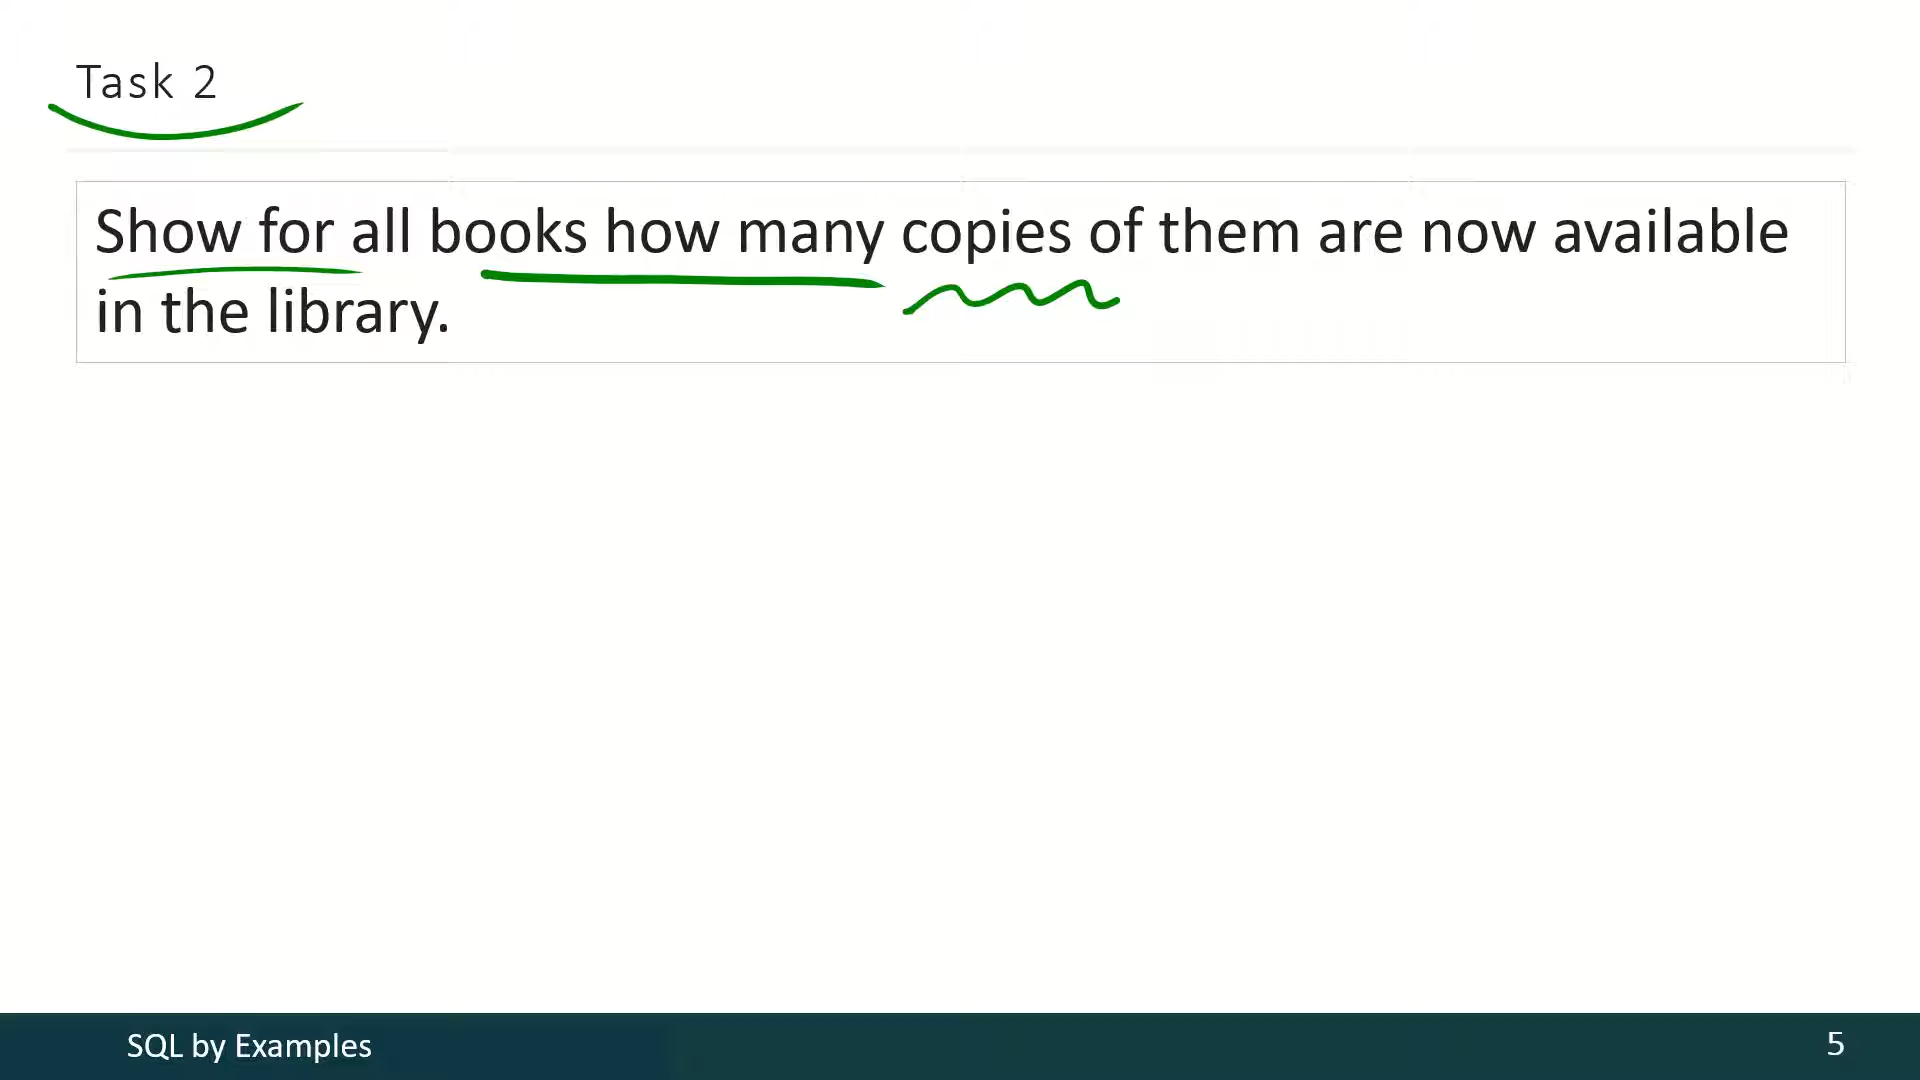 Task 2
Show for all books how many copies of them are now available
in the library.
SQL by Examples
5